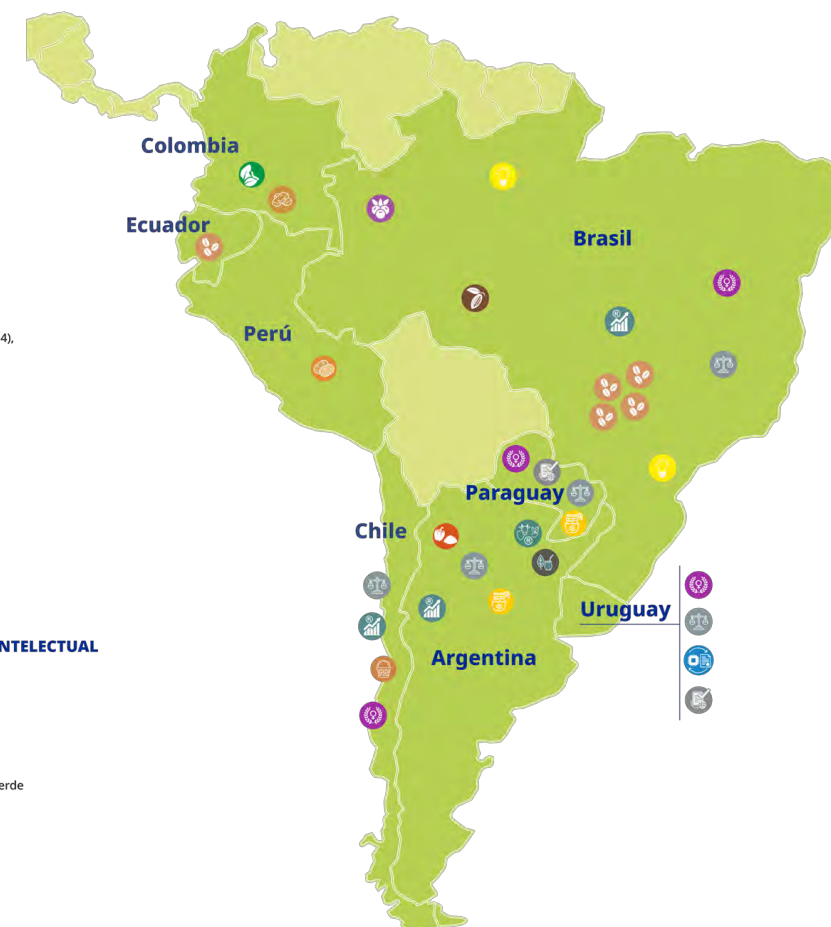 Colombia
Ecuador
Brasil
4),
Perú
Paraguay
Chile
Uruguay
NTELECTUAL
Argentina
erde